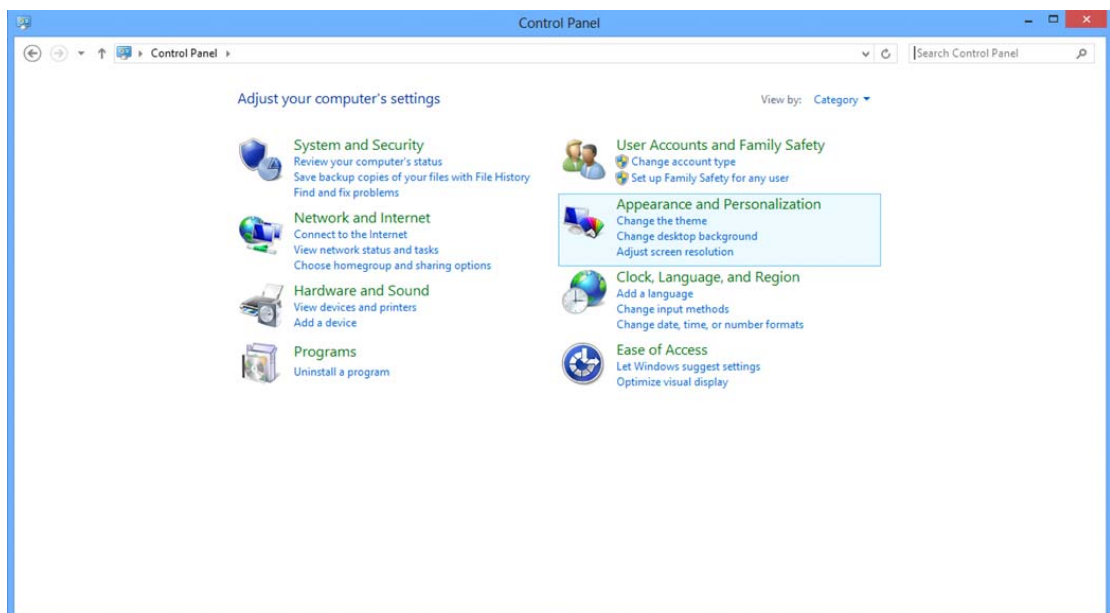 Control Panel
Control Panel
Search Control Panel
Adjust your computer's settings
View by: Category
System and Security
Review your computer's status
Save backup copies of your files with File History
Find and fix problems
Network and Internet
Connect to the Internet
View network status and tasks
Choose homegroup and sharing options
Hardware and Sound
View devices and printers
Add a device
Programs
Uninstall a program
User Accounts and Family Safety
Change account type
Set up Family Safety for any user
Appearance and Personalization
Change the theme
Change desktop background
Adjust screen resolution
Clock, Language, and Region
Add a language
Change input methods
Change date, time, or number formats
Ease of Access
Let Windows suggest settings
Optimize visual display